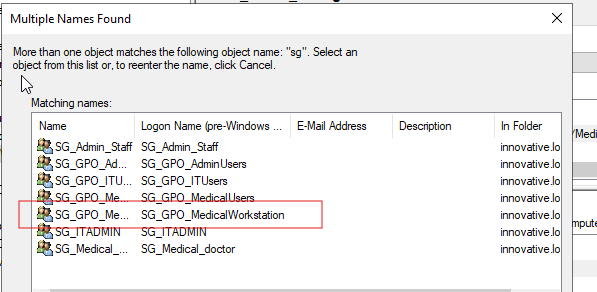 Multiple Names Found
More than one object matches the following object name: "sg". Select an
object from this list or, to reenter the name, click Cancel.
Matching names:
Name Logon Name (pre-Windows ... E-Mail Address Description In Folder
SG_Admin_Staff SG_Admin_Staff innovative.lo
SG_GPO_Ad... SG_GPO_AdminUsers innovative.lo
SG_GPO_ITU... SG_GPO_ITUsers innovative.lo
SG_GPO_Me... SG_GPO_MedicalUsers innovative.lo
SG_GPO_Me... SG_GPO_MedicalWorkstation innovative.lo
SG_ITADMIN SG_ITADMIN innovative.lo
SG_Medical_... SG_Medical_doctor innovative.lo
/Medi
mpute